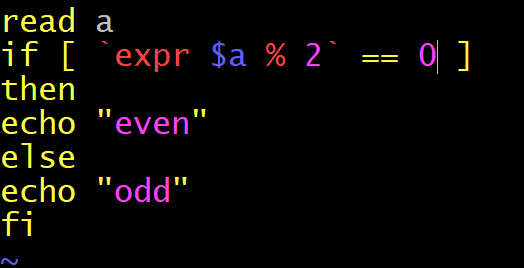 read a
if [ `expr $a % 2` == 0 ]
then
echo "even"
else
echo "odd"
fi
~